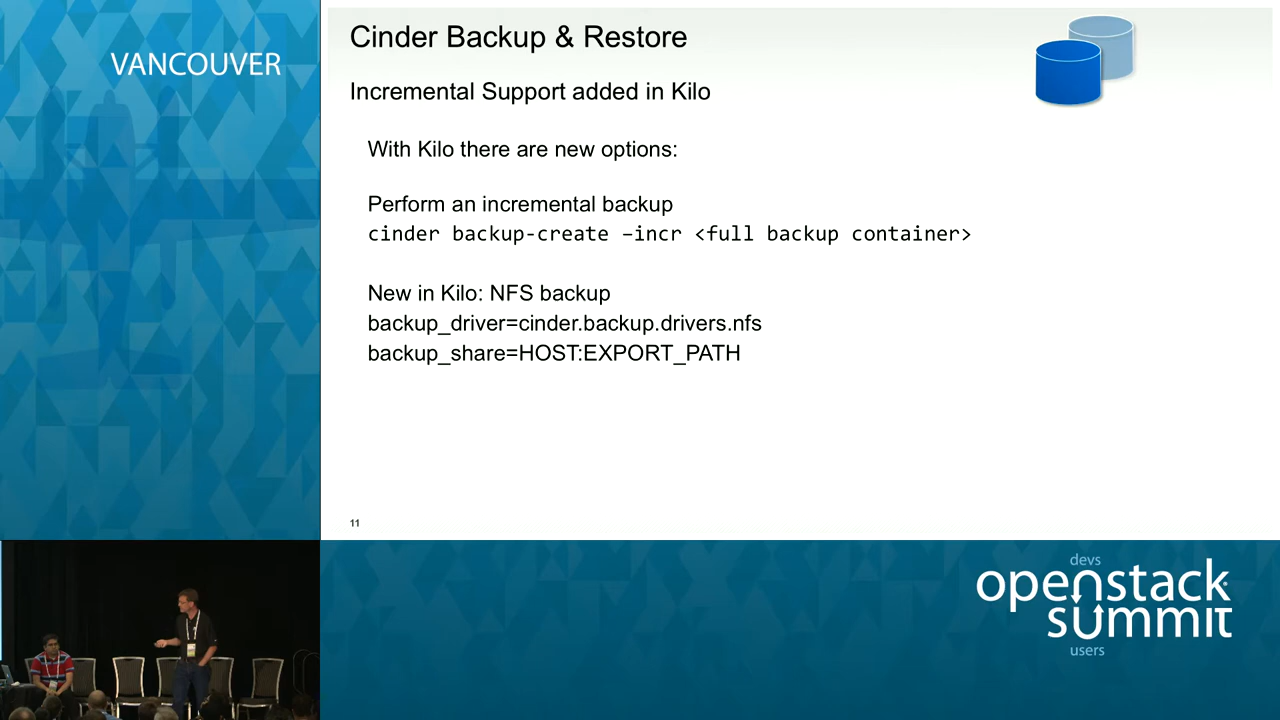 VANCOUVER
Cinder Backup & Restore
Incremental Support added in Kilo
With Kilo there are new options:
Perform an incremental backup
cinder backup-create –incr <full backup container>
New in Kilo: NFS backup
backup_driver=cinder.backup.drivers.nfs
backup_share=HOST:EXPORT_PATH
11
devs
openstack
summit
users